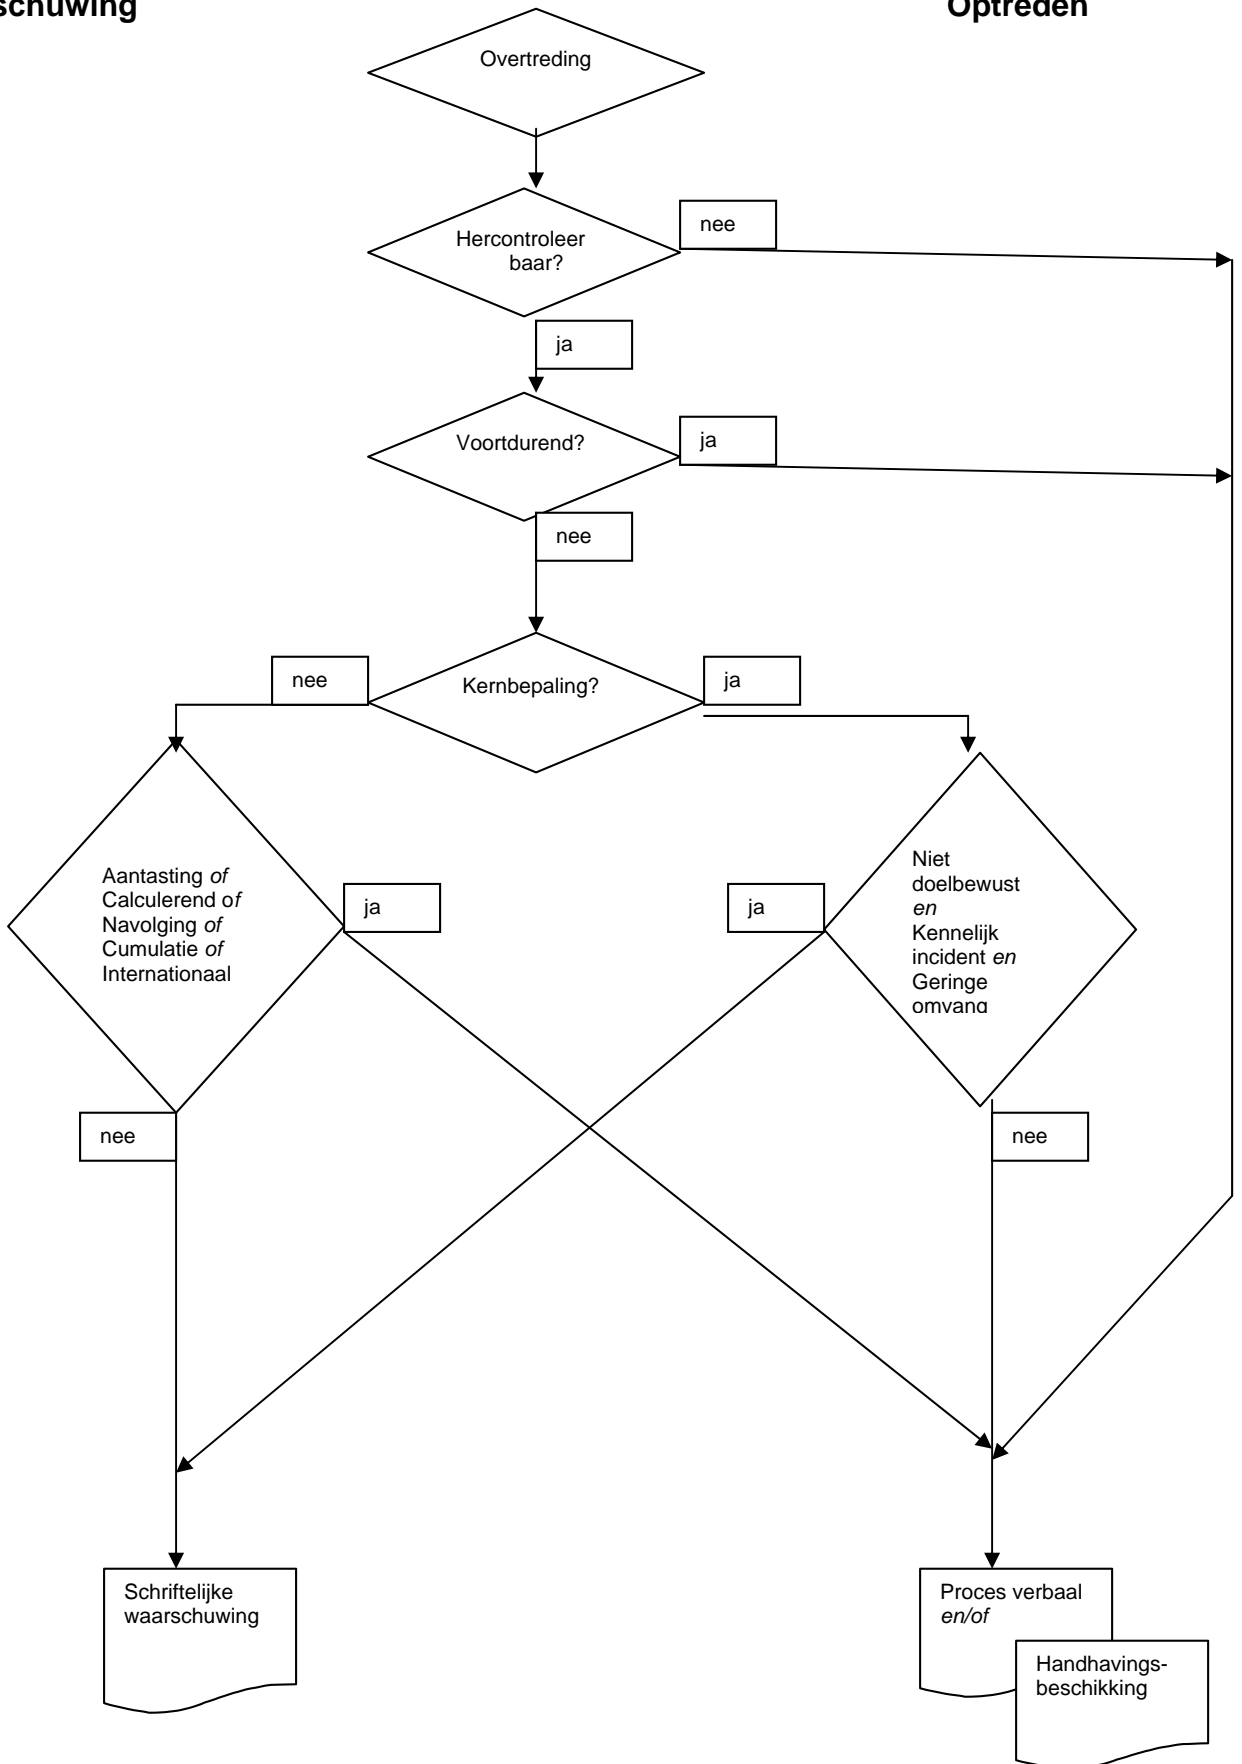 schuwing
Optreden
Overtreding
Hercontroleer
baar?
nee
ja
Voortdurend?
ja
nee
Kernbepaling?
nee
ja
Aantasting of
Calculerend of
Navolging of
Cumulatie of
Internationaal
ja
nee
Niet
doelbewust
en
Kennelijk
incident en
Geringe
omvang
ja
nee
Schriftelijke
waarschuwing
Proces verbaal
en/of
Handhavings-
beschikking